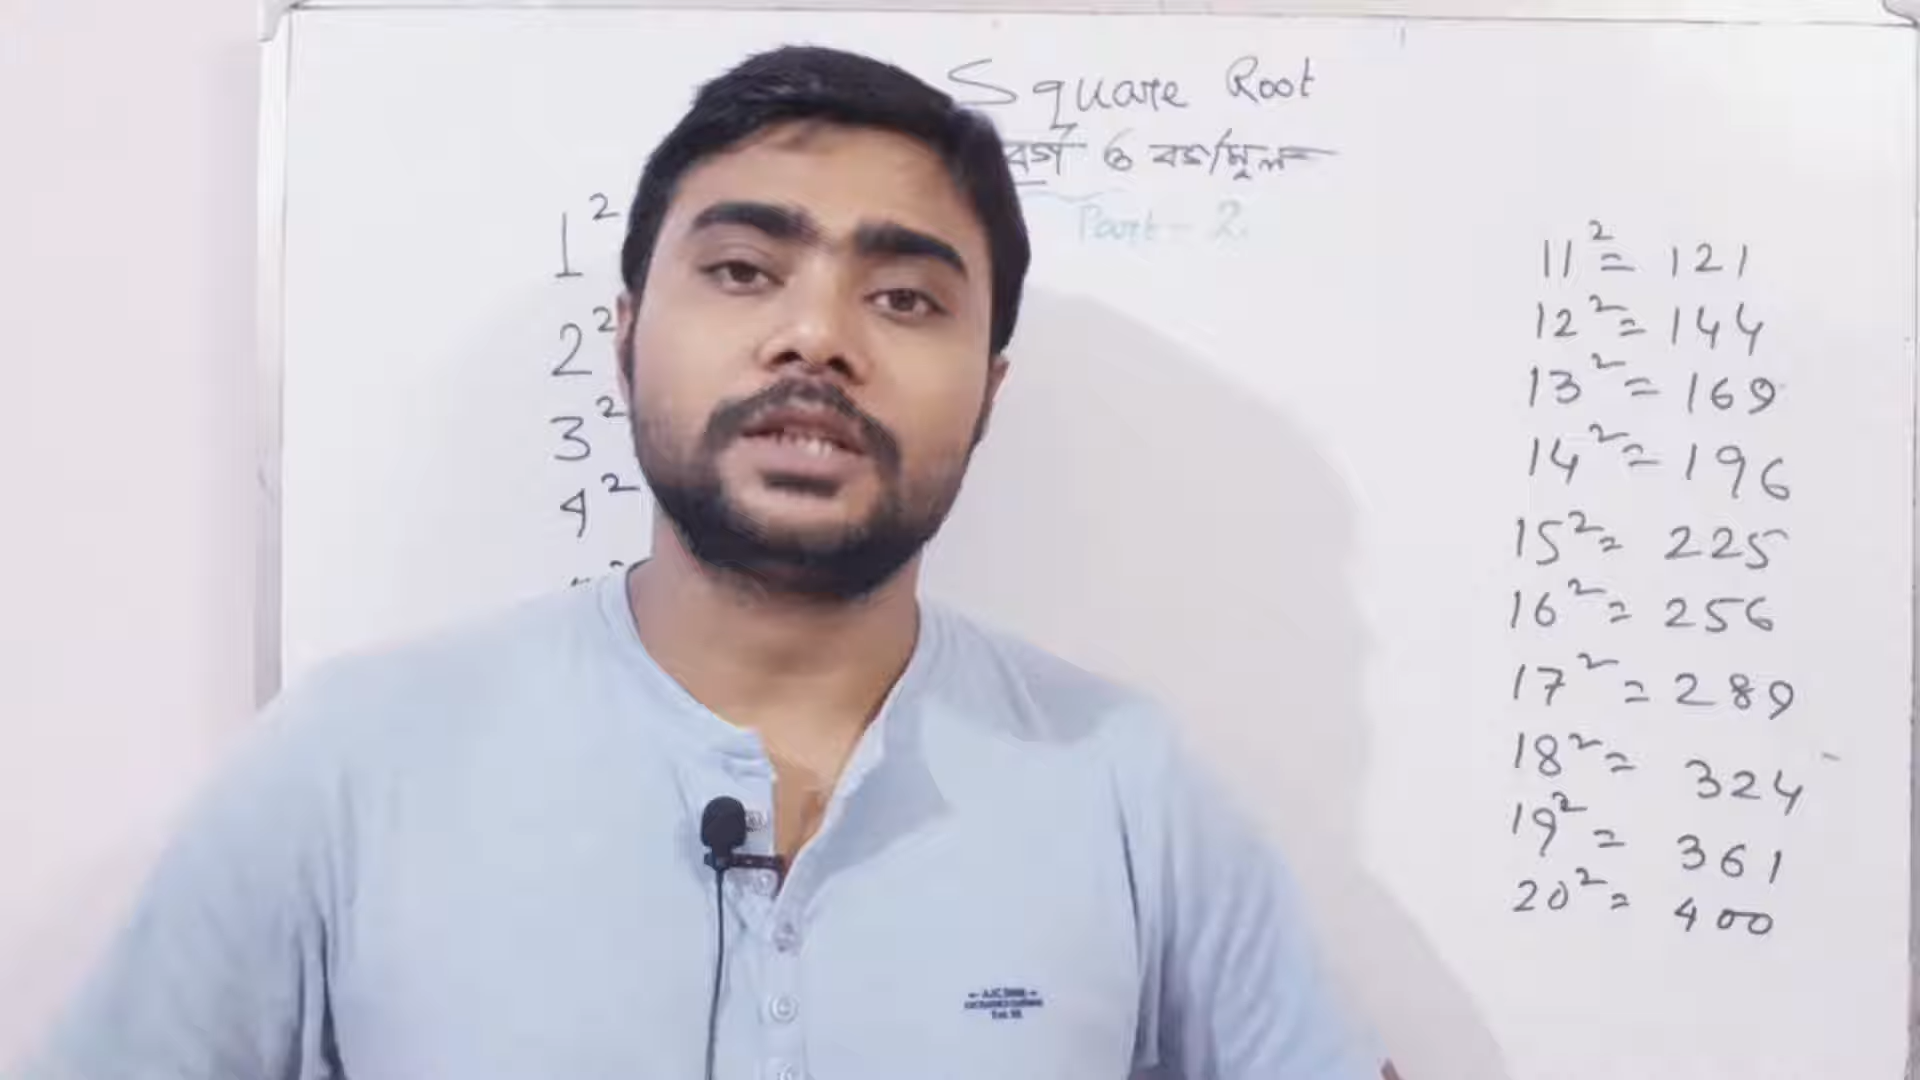 Square Root
বর্গ ও বর্গমূল
Part - 2
1²
2²
3²
4²
11² = 121
12² = 144
13² = 169
14² = 196
15² = 225
16² = 256
17² = 289
18² = 324
19² = 361
20² = 400